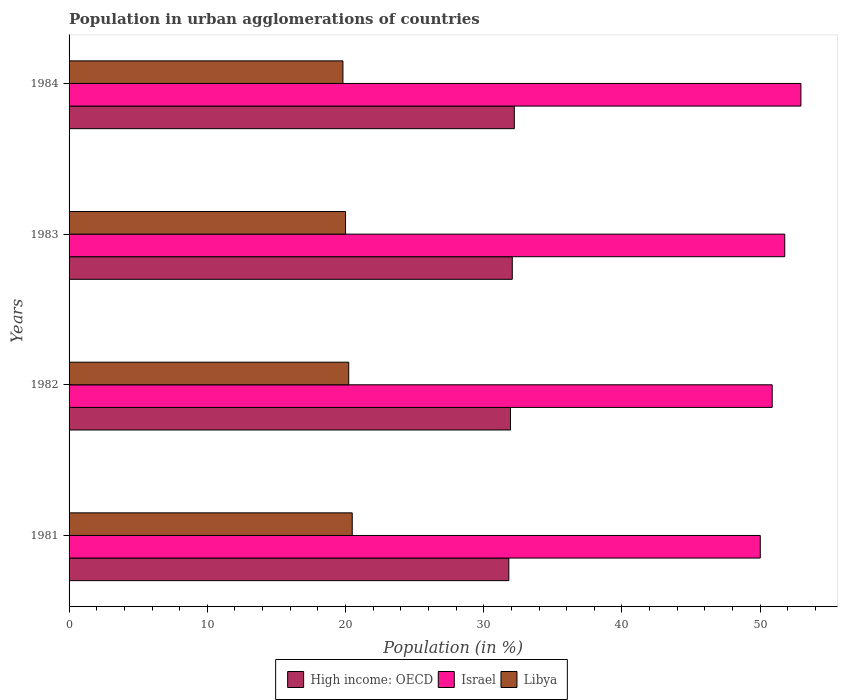 Population in urban agglomerations of countries
Years
1984
1983
1982
1981
0
10
20
30
40
50
Population (in %)
High income: OECD
Israel
Libya